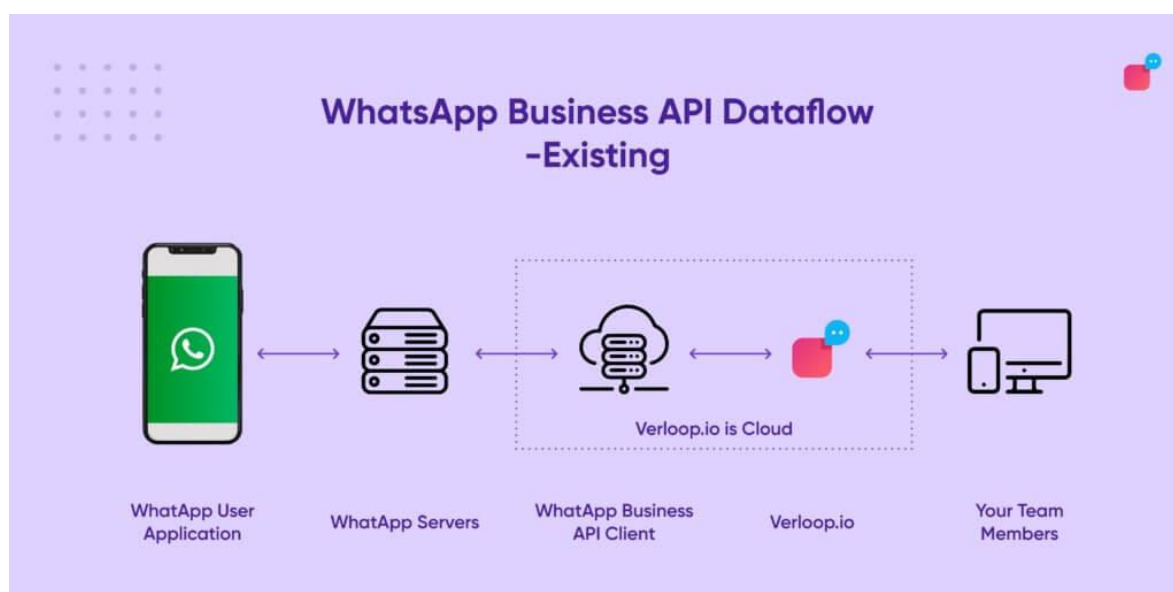 WhatsApp Business API Dataflow
-Existing
Verloop.io is Cloud
WhatApp User
Application
WhatApp Servers
WhatApp Business
API Client
Verloop.io
Your Team
Members